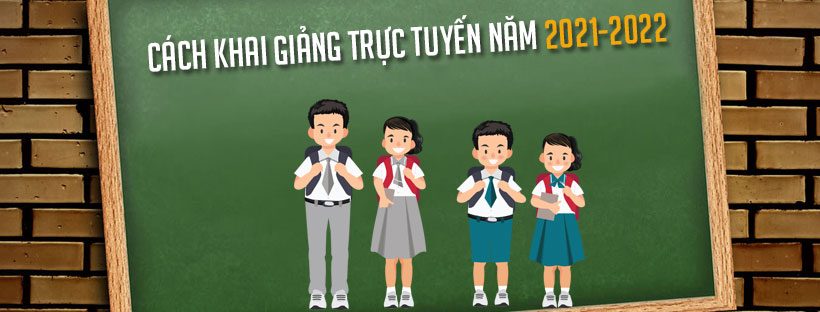 CÁCH KHAI GIẢNG TRỰC TUYẾN NĂM 2021-2022